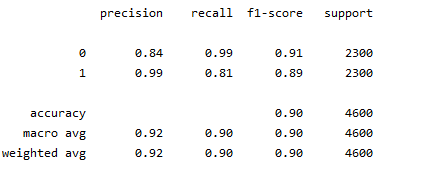 precision recall f1-score support
0 0.84 0.99 0.91 2300
1 0.99 0.81 0.89 2300
accuracy 0.90 4600
macro avg 0.92 0.90 0.90 4600
weighted avg 0.92 0.90 0.90 4600